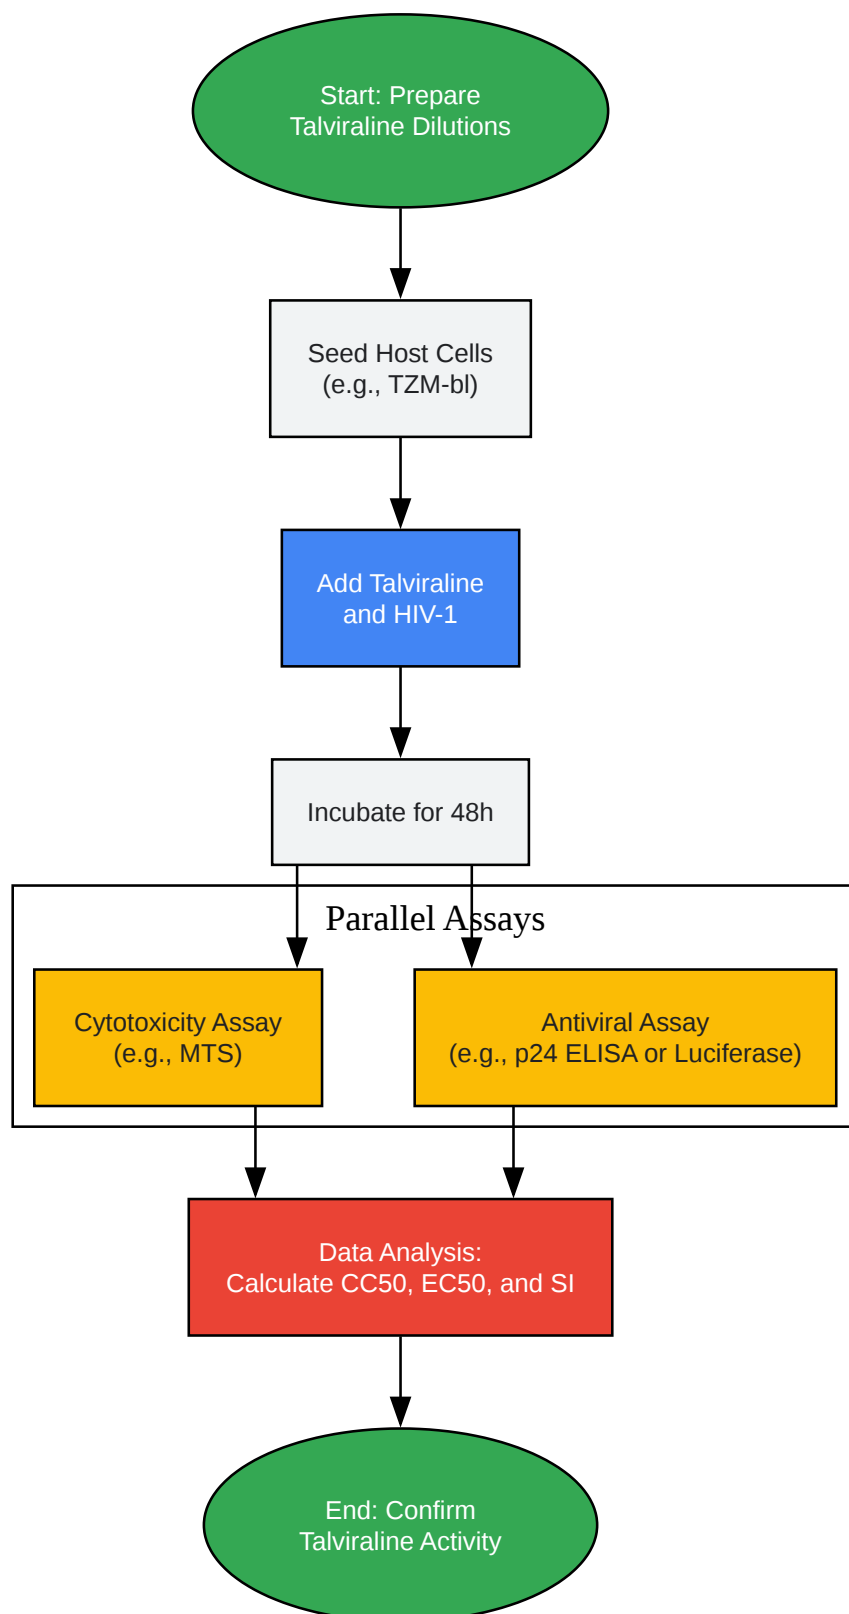 Start: Prepare
Talviraline Dilutions
Seed Host Cells
(e.g., TZM-bl)
Add Talviraline
and HIV-1
Incubate for 48h
Parallel Assays
Cytotoxicity Assay
(e.g., MTS)
Antiviral Assay
(e.g., p24 ELISA or Luciferase)
Data Analysis:
Calculate CC50, EC50, and SI
End: Confirm
Talviraline Activity